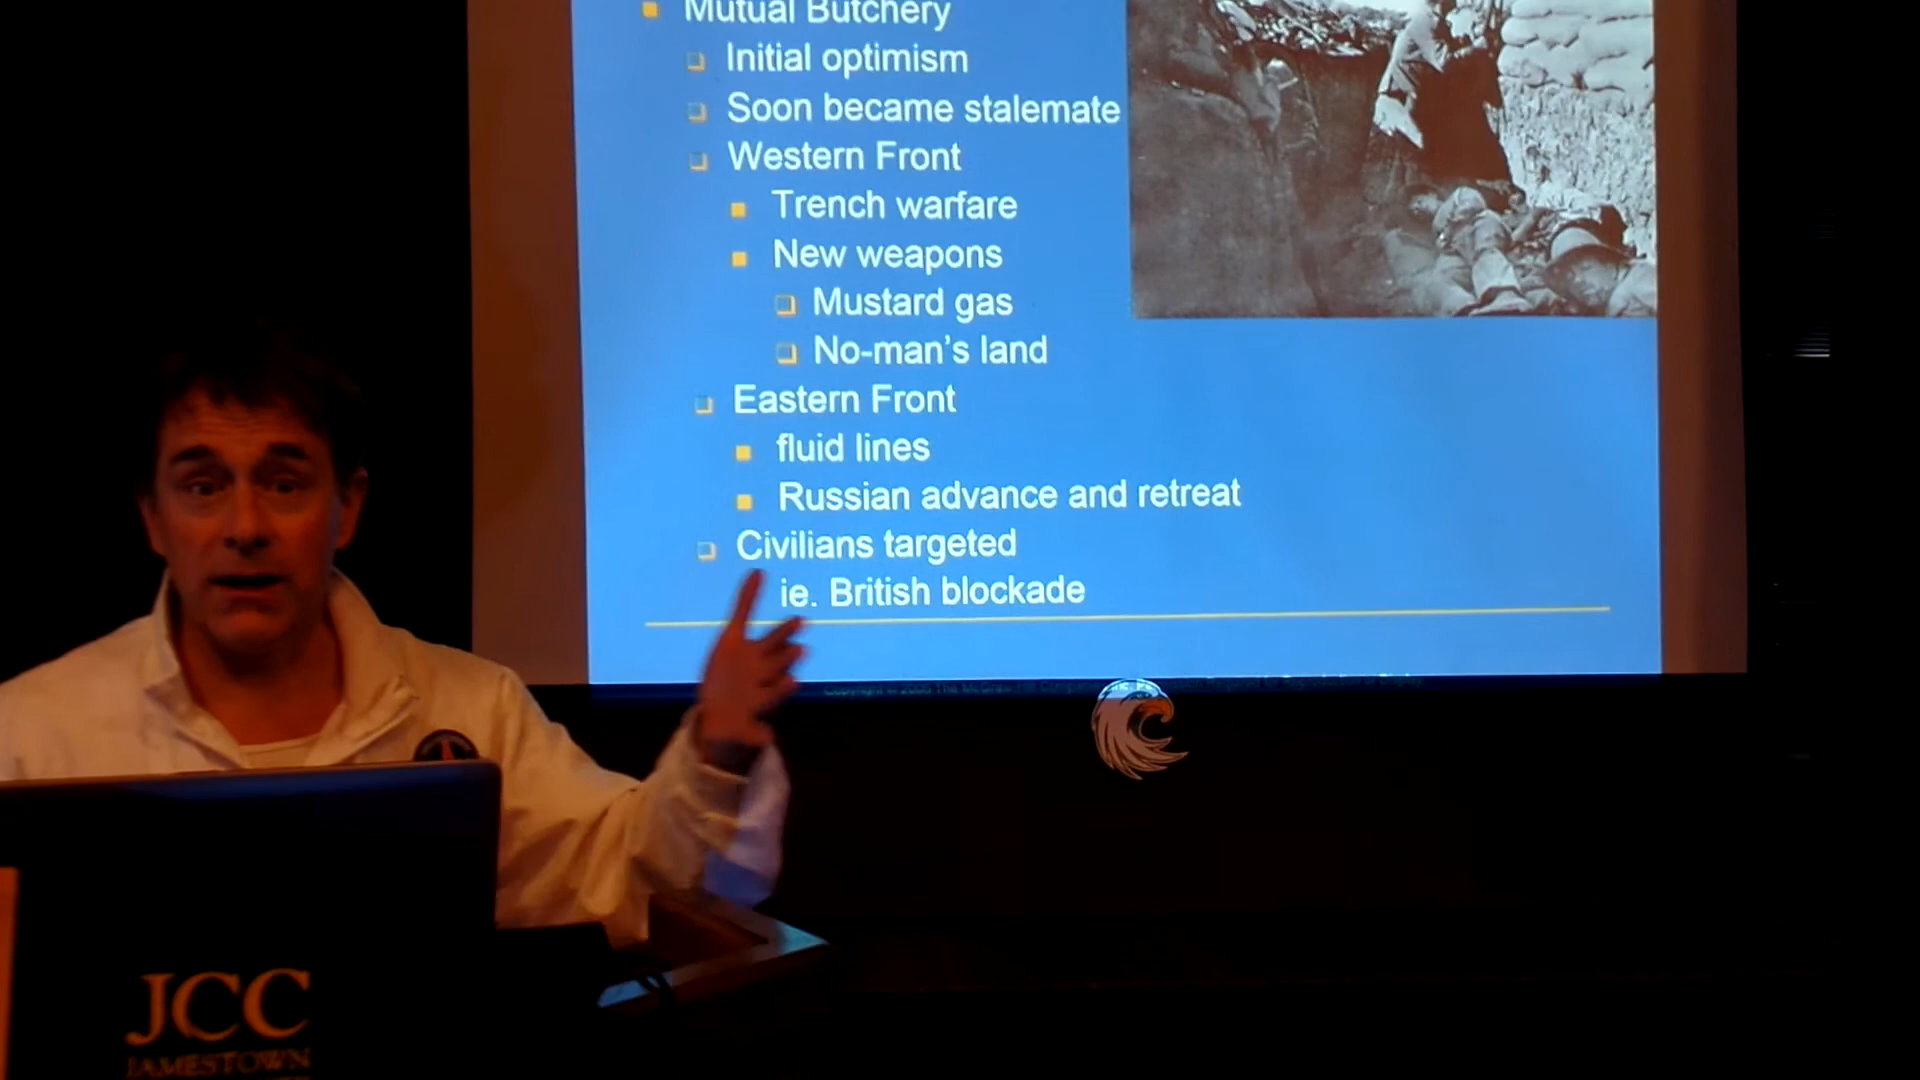 Mutual Butchery
Initial optimism
Soon became stalemate
Western Front
Trench warfare
New weapons
Mustard gas
No-man's land
Eastern Front
fluid lines
Russian advance and retreat
Civilians targeted
ie. British blockade
JCC
JAMESTOWN